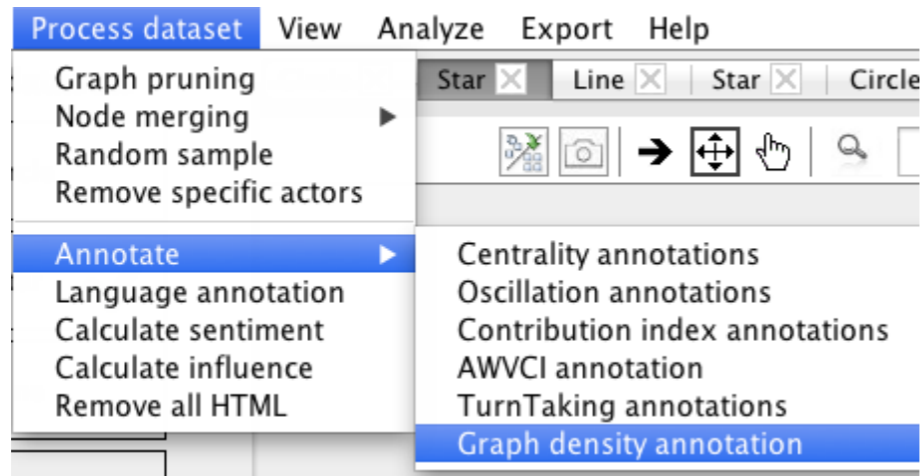 Process dataset View Analyze Export Help
Graph pruning
Node merging
Random sample
Remove specific actors
Annotate
Language annotation
Calculate sentiment
Calculate influence
Remove all HTML
Star Line Star Circle
Centrality annotations
Oscillation annotations
Contribution index annotations
AWVCI annotation
TurnTaking annotations
Graph density annotation